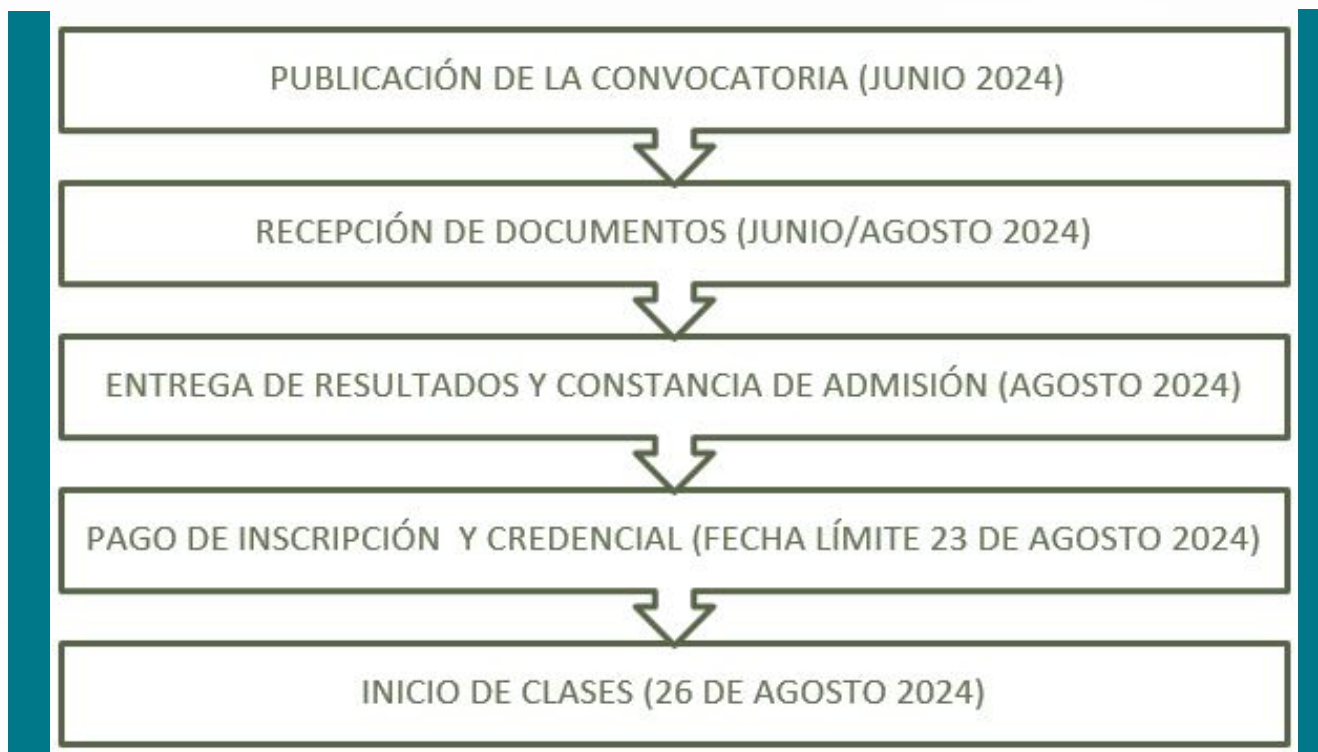 PUBLICACIÓN DE LA CONVOCATORIA (JUNIO 2024)
RECEPCIÓN DE DOCUMENTOS (JUNIO/AGOSTO 2024)
ENTREGA DE RESULTADOS Y CONSTANCIA DE ADMISIÓN (AGOSTO 2024)
PAGO DE INSCRIPCIÓN  Y CREDENCIAL (FECHA LÍMITE 23 DE AGOSTO 2024)
INICIO DE CLASES (26 DE AGOSTO 2024)